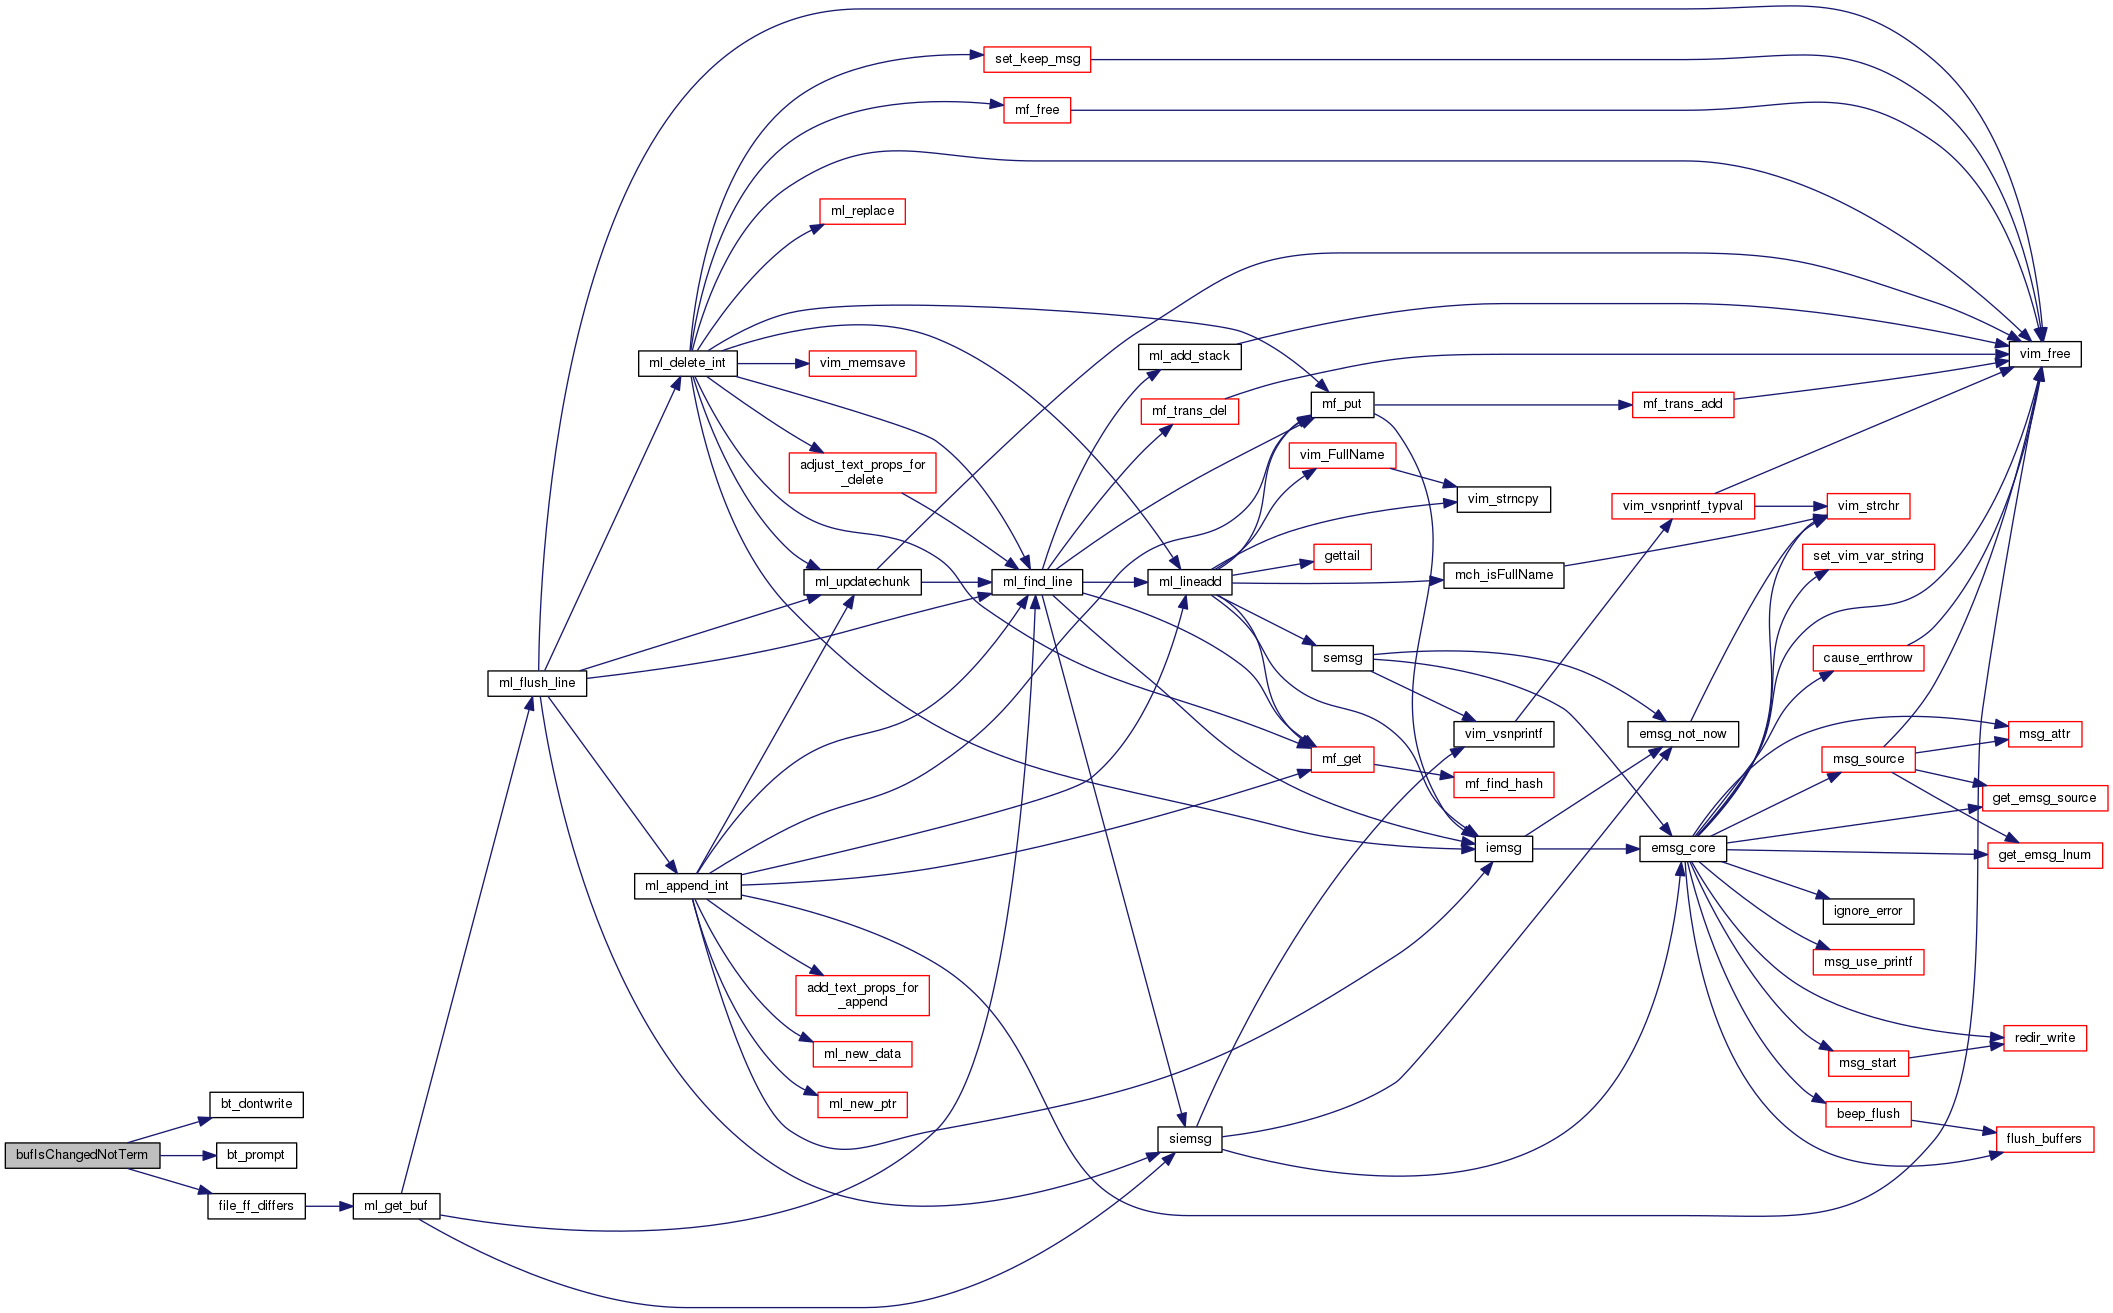 set_keep_msg
mf_free
ml_replace
ml_delete_int
vim_memsave
ml_add_stack
vim_free
mf_trans_del
mf_put
mf_trans_add
adjust_text_props_for
_delete
vim_FullName
vim_strncpy
vim_vsnprintf_typval
vim_strchr
gettail
set_vim_var_string
ml_updatechunk
ml_find_line
ml_lineadd
mch_isFullName
semsg
cause_errthrow
ml_flush_line
vim_vsnprintf
emsg_not_now
msg_attr
mf_get
msg_source
mf_find_hash
get_emsg_source
iemsg
emsg_core
get_emsg_lnum
ml_append_int
ignore_error
msg_use_printf
add_text_props_for
_append
redir_write
ml_new_data
msg_start
ml_new_ptr
bt_dontwrite
beep_flush
siemsg
flush_buffers
bufIsChangedNotTerm
bt_prompt
file_ff_differs
ml_get_buf